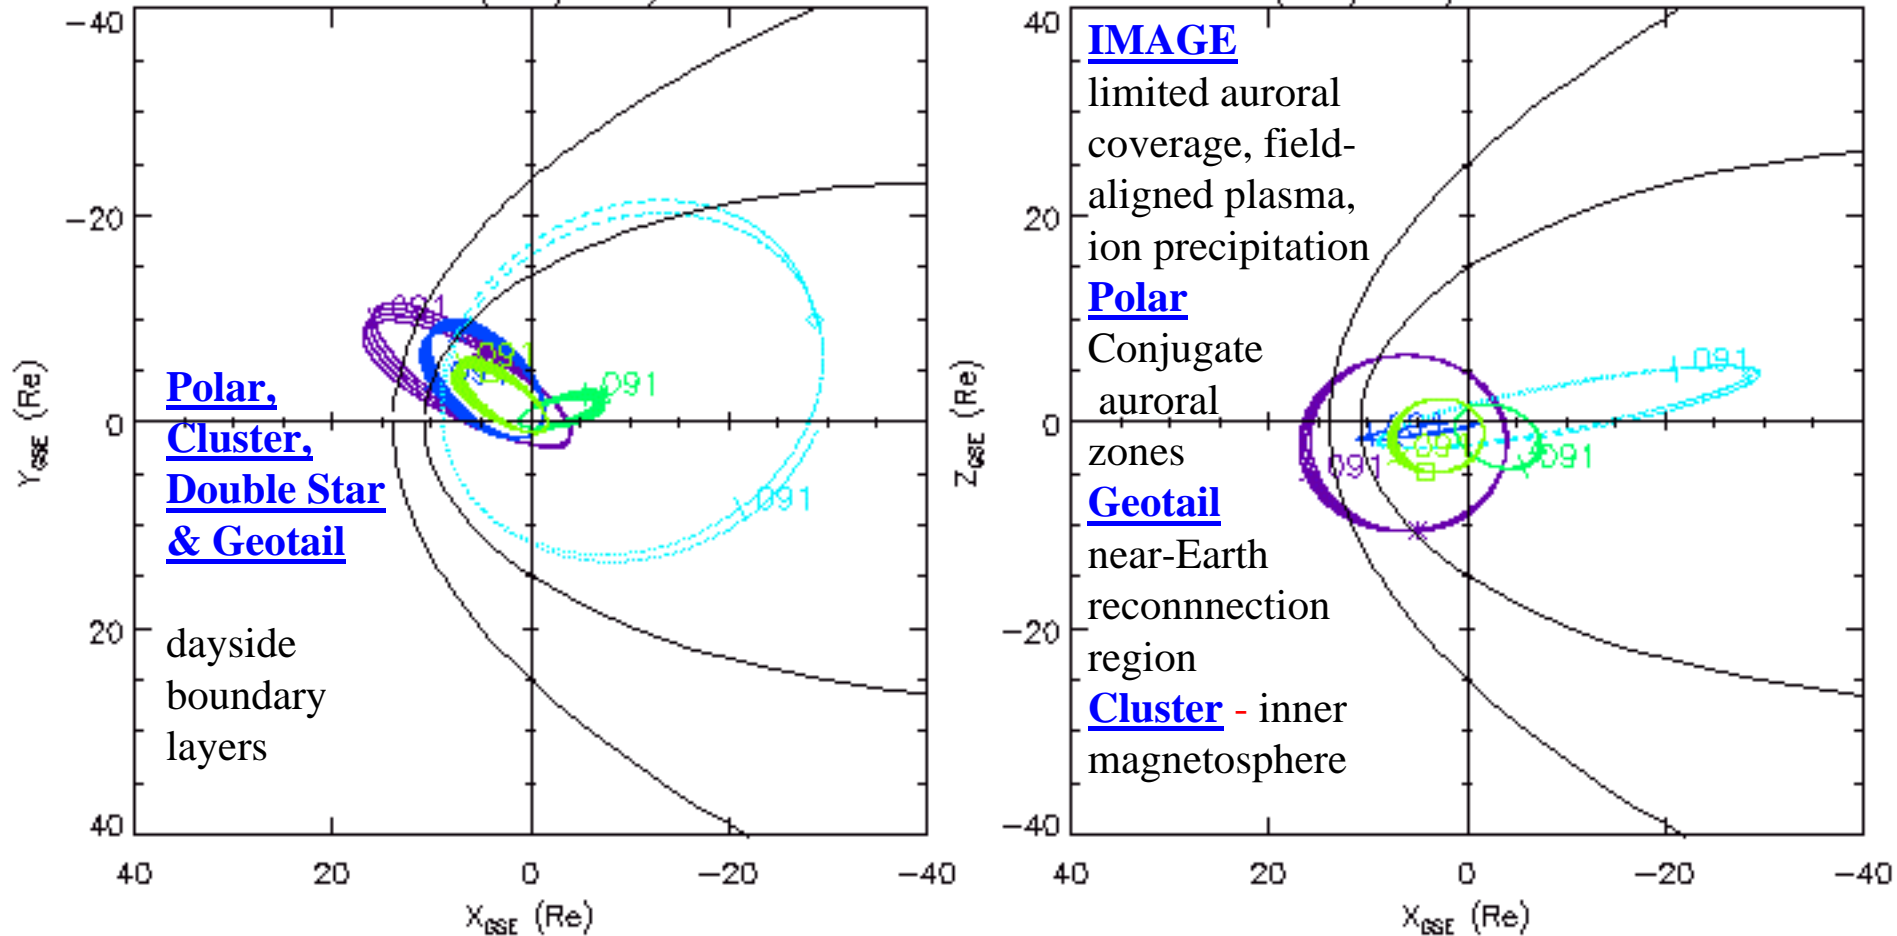 −40
−20
0
20
40
Y_GSE (Re)
40
20
0
−20
−40
X_GSE (Re)
Polar,
Cluster,
Double Star
& Geotail
dayside
boundary
layers
091
091
091
091
40
20
0
−20
−40
Z_GSE (Re)
40
20
0
−20
−40
X_GSE (Re)
IMAGE
limited auroral
coverage, field-
aligned plasma,
ion precipitation
Polar
Conjugate
auroral
zones
Geotail
near-Earth
reconnnection
region
Cluster - inner
magnetosphere
091
091
091